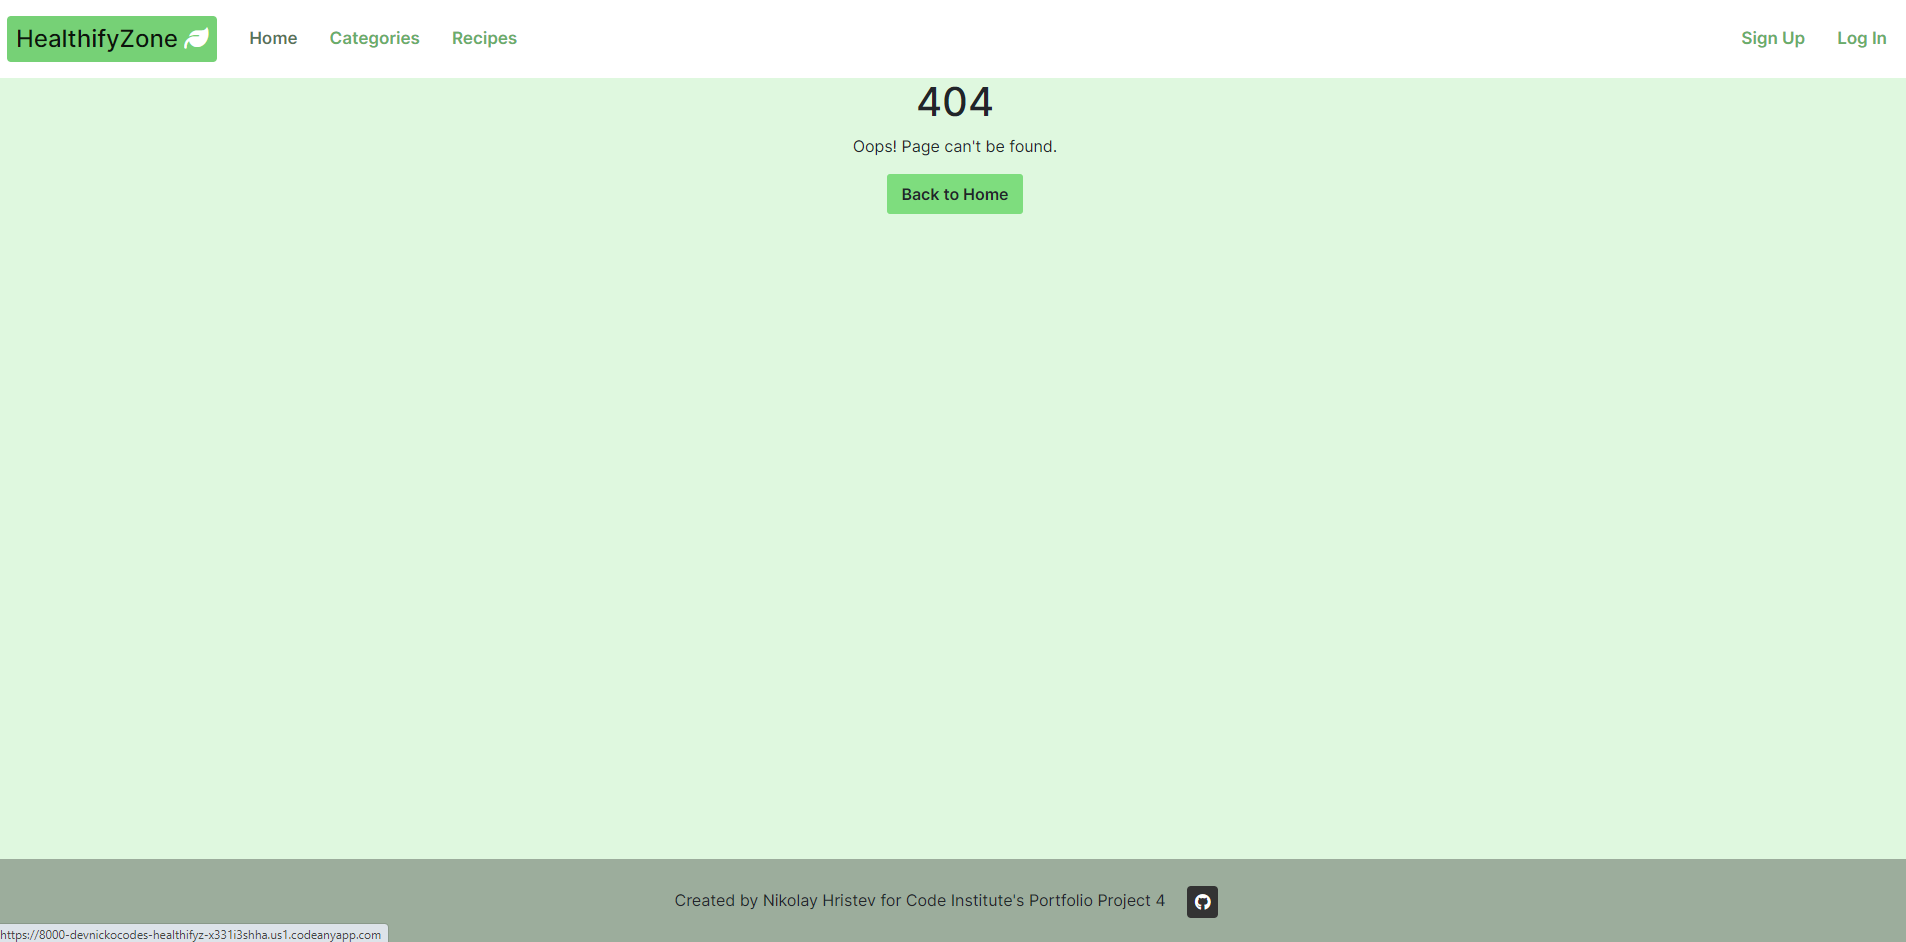 HealthifyZone Home Categories Recipes Sign Up Log In
404
Oops! Page can't be found.
Back to Home
Created by Nikolay Hristev for Code Institute's Portfolio Project 4
https://8000-devnickocodes-healthifyz-x331i3shha.us1.codeanyapp.com